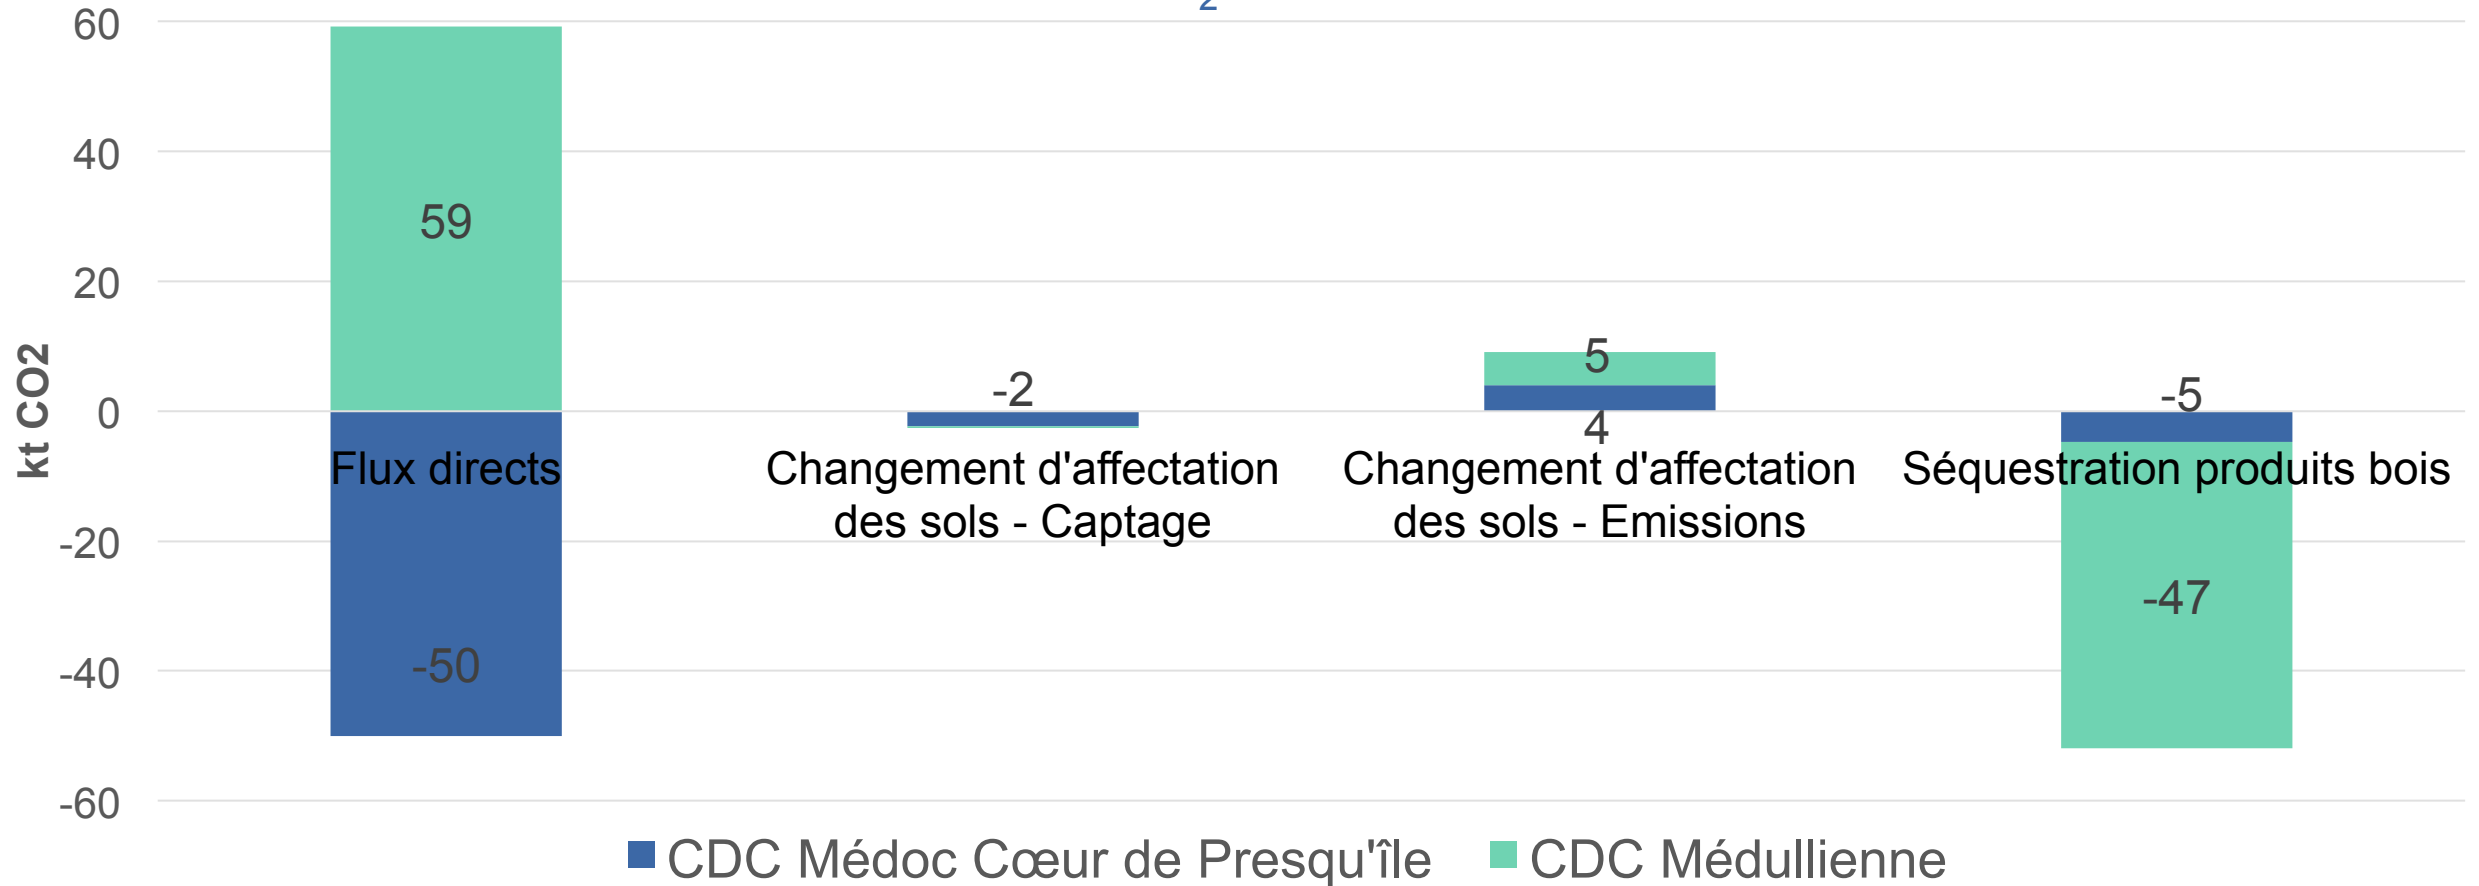 2
60
40
20
0
-20
-40
-60
kt CO2
59
-50
-2
5
4
-5
-47
Flux directs
Changement d'affectation
des sols - Captage
Changement d'affectation
des sols - Emissions
Séquestration produits bois
CDC Médoc Cœur de Presqu'île
CDC Médullienne